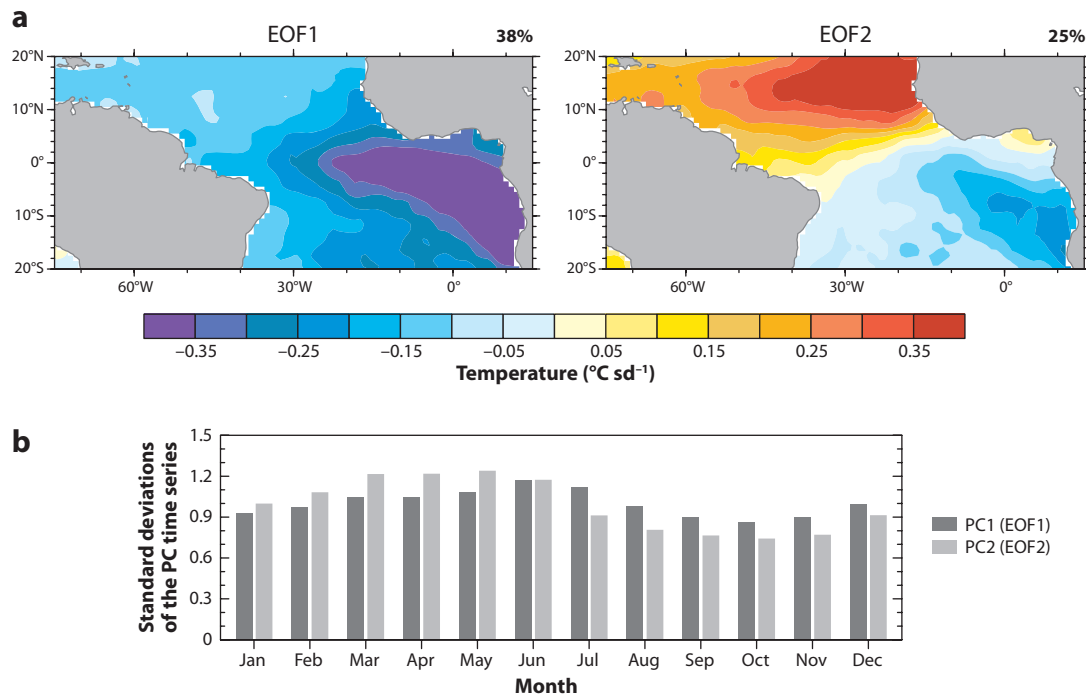 a
EOF1 38%
EOF2 25%
20°N
10°N
0°
10°S
20°S
60°W 30°W 0°
20°N
10°N
0°
10°S
20°S
60°W 30°W 0°
−0.35 −0.25 −0.15 −0.05 0.05 0.15 0.25 0.35
Temperature (°C sd⁻¹)
b
Standard deviations
of the PC time series
1.5
1.2
0.9
0.6
0.3
0
Jan Feb Mar Apr May Jun Jul Aug Sep Oct Nov Dec
Month
PC1 (EOF1)
PC2 (EOF2)